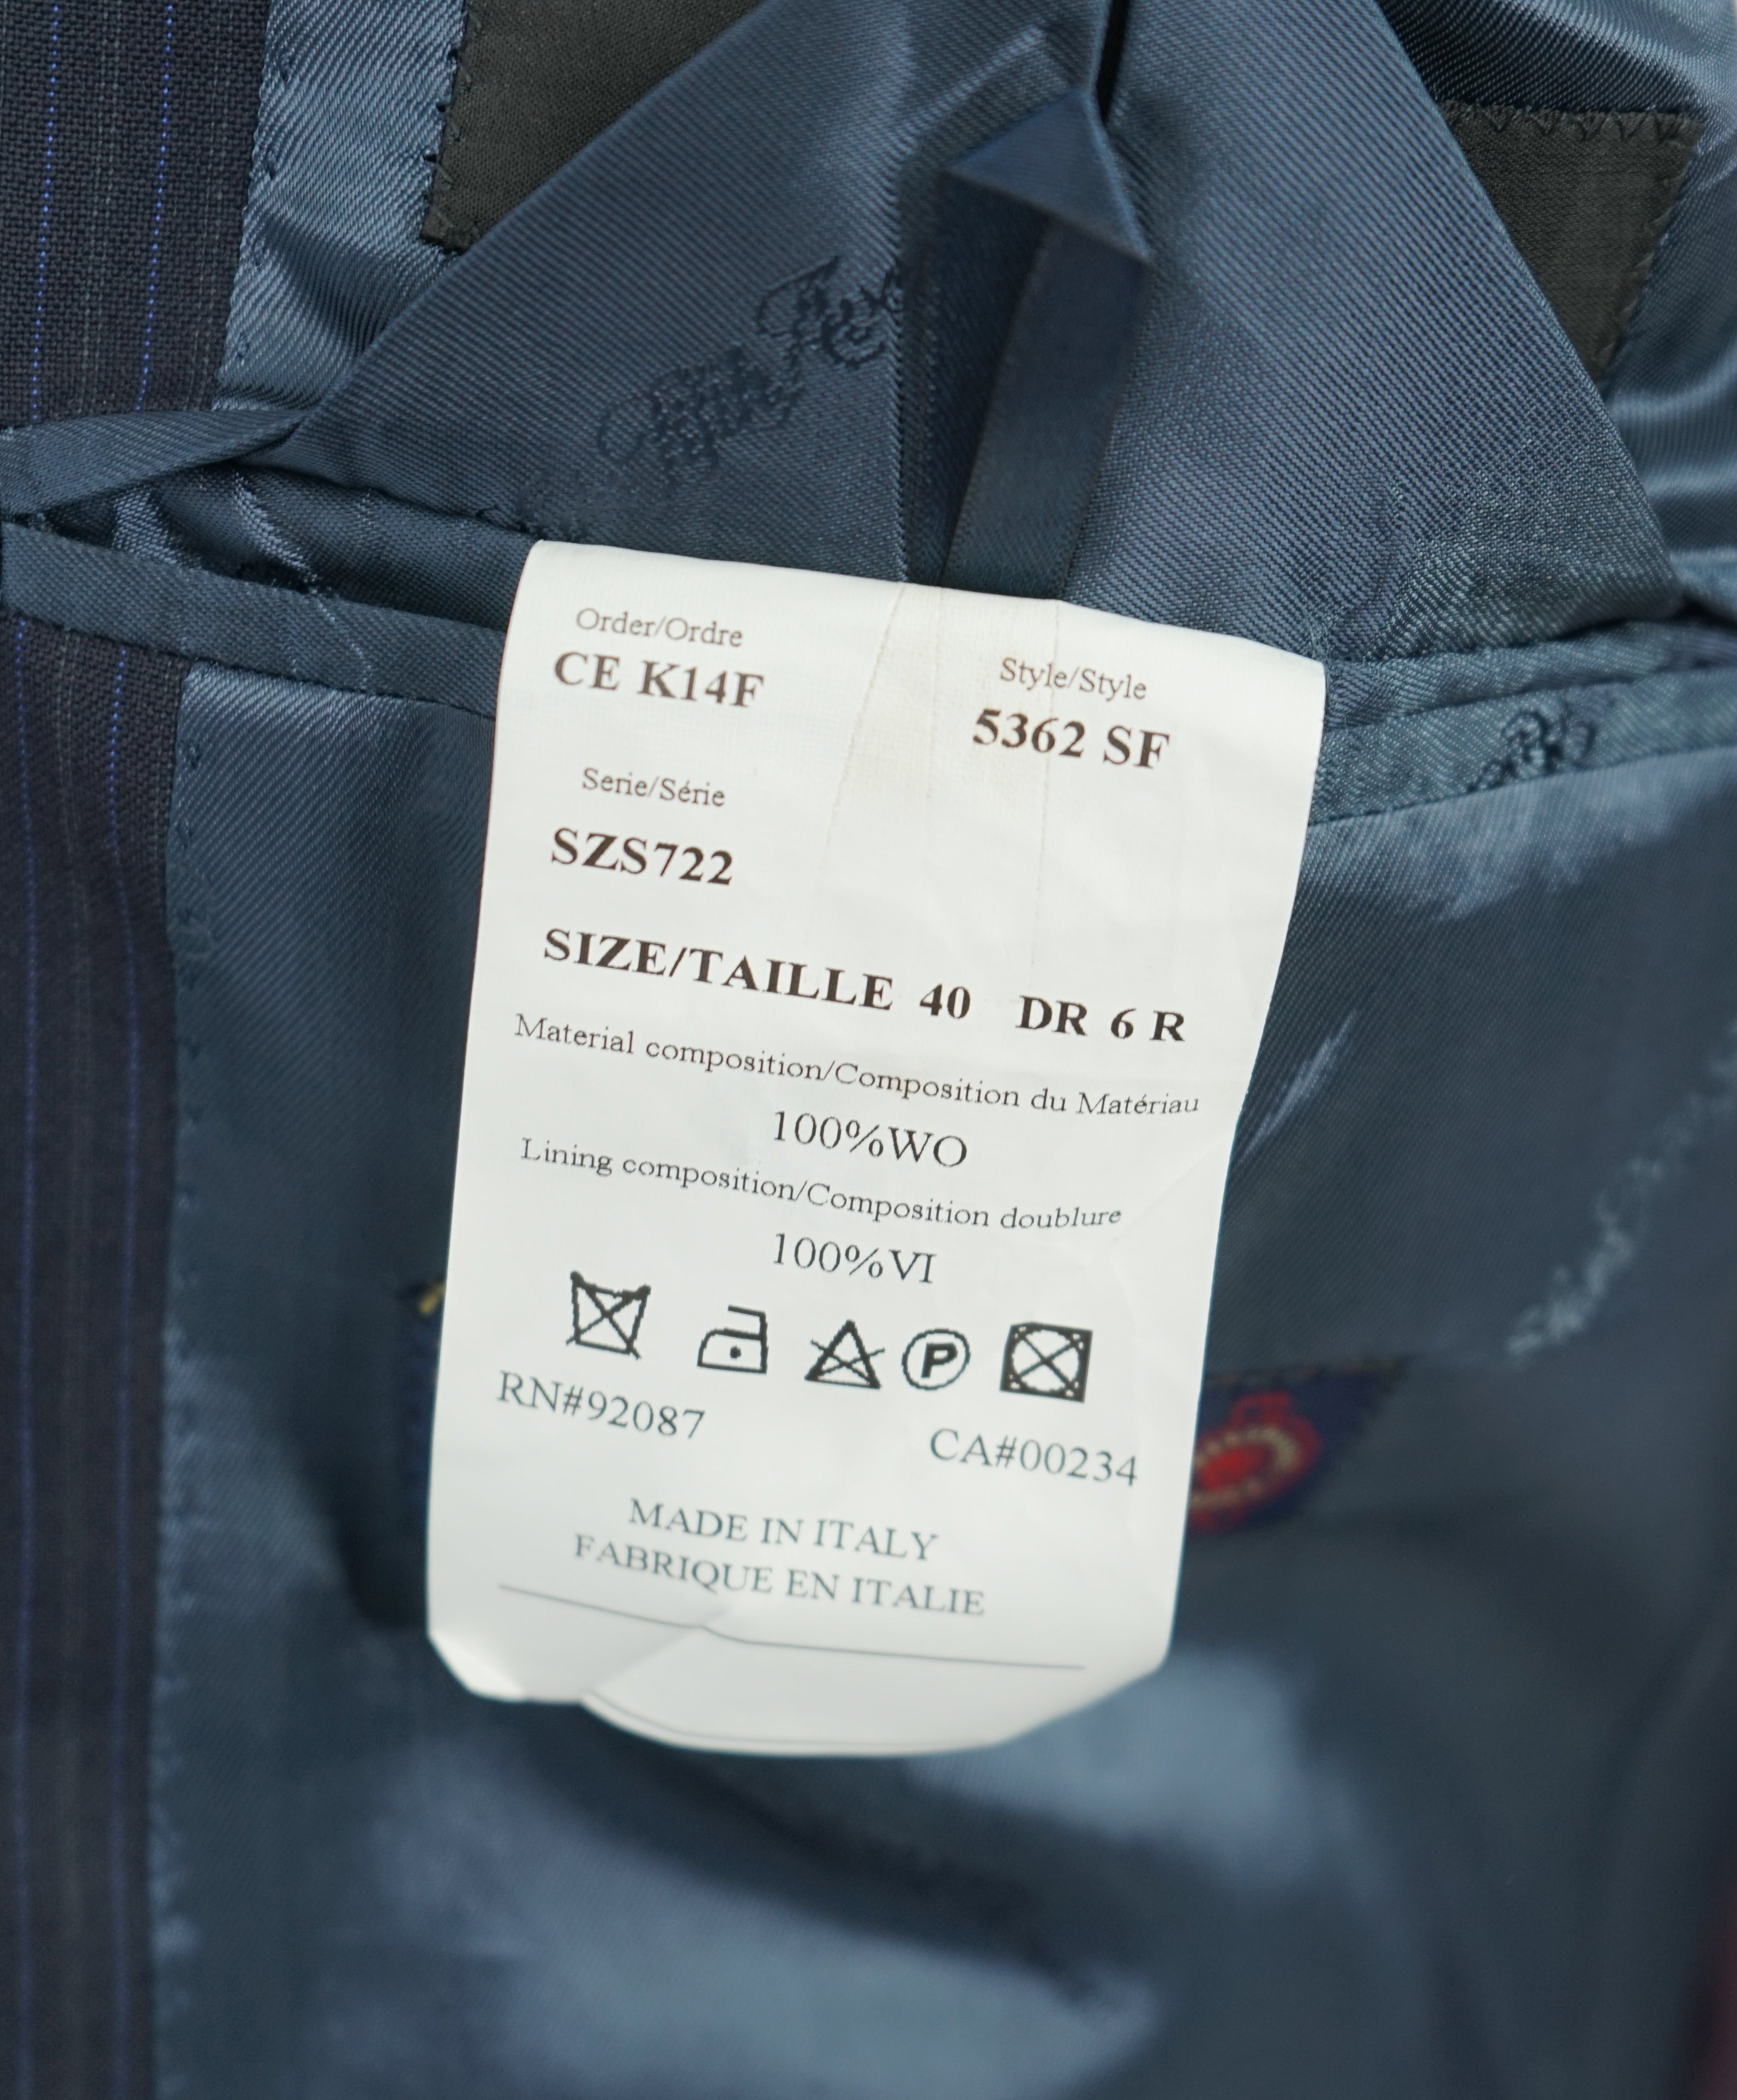 Order/Ordre
CE K14F
Style/Style
5362 SF
Serie/Série
SZS722
SIZE/TAILLE 40 DR 6 R
Material composition/Composition du Matériau
100%WO
Lining composition/Composition doublure
100%VI
P
RN#92087
CA#00234
MADE IN ITALY
FABRIQUE EN ITALIE